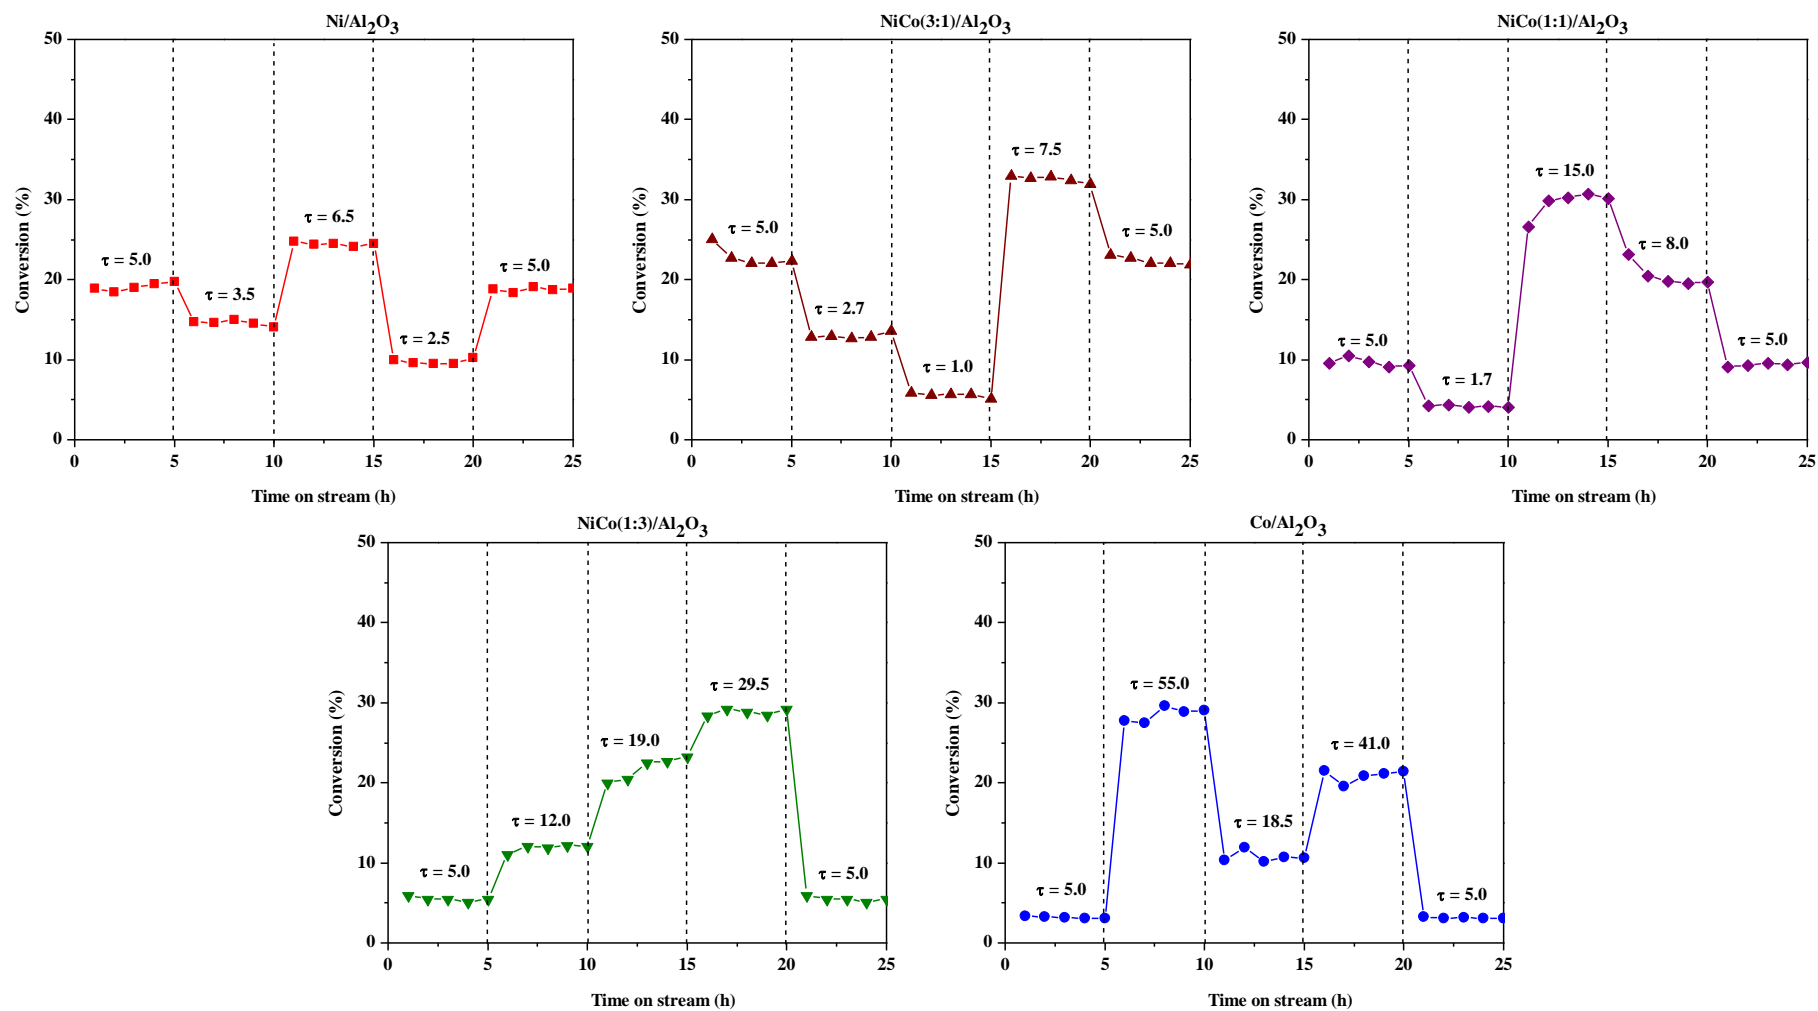 Ni/Al2O3
50
40
30
20
10
0
Conversion (%)
τ = 5.0
τ = 3.5
τ = 6.5
τ = 2.5
τ = 5.0
0 5 10 15 20 25
Time on stream (h)
NiCo(3:1)/Al2O3
50
40
30
20
10
0
Conversion (%)
τ = 5.0
τ = 2.7
τ = 1.0
τ = 7.5
τ = 5.0
0 5 10 15 20 25
Time on stream (h)
NiCo(1:1)/Al2O3
50
40
30
20
10
0
Conversion (%)
τ = 5.0
τ = 1.7
τ = 15.0
τ = 8.0
τ = 5.0
0 5 10 15 20 25
Time on stream (h)
NiCo(1:3)/Al2O3
50
40
30
20
10
0
Conversion (%)
τ = 5.0
τ = 12.0
τ = 19.0
τ = 29.5
τ = 5.0
0 5 10 15 20 25
Time on stream (h)
Co/Al2O3
50
40
30
20
10
0
Conversion (%)
τ = 5.0
τ = 55.0
τ = 18.5
τ = 41.0
τ = 5.0
0 5 10 15 20 25
Time on stream (h)